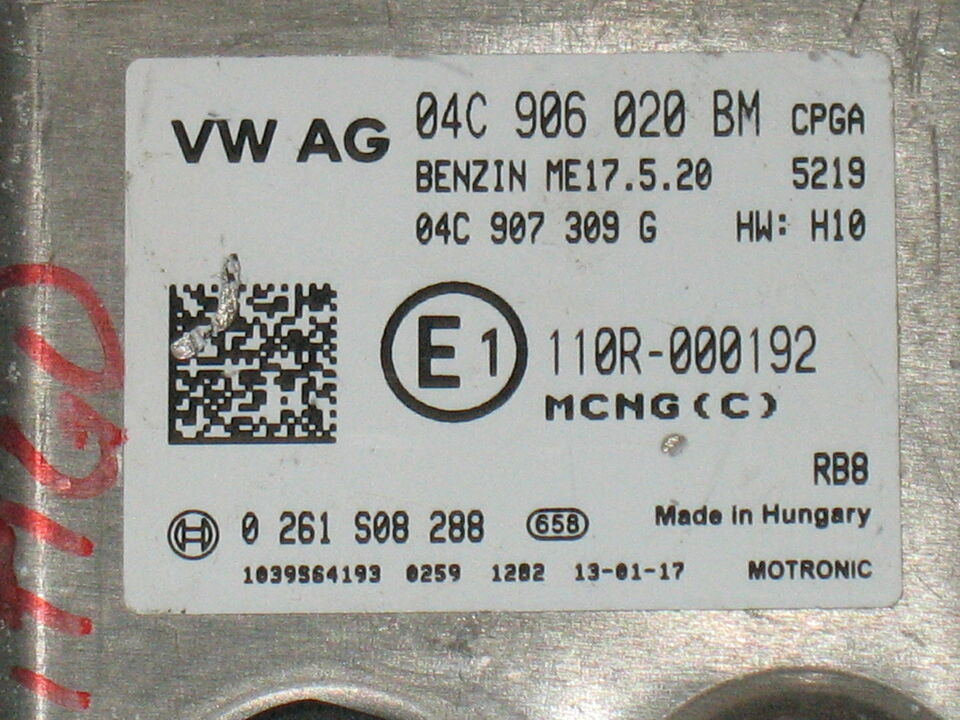 VW AG 04C 906 020 BM CPGA
BENZIN ME17.5.20 5219
04C 907 309 G HW: H10
E1 110R-000192
MCNG(C)
RB8
0 261 S08 288 658 Made in Hungary
1039S64193 0259 1282 13-01-17 MOTRONIC